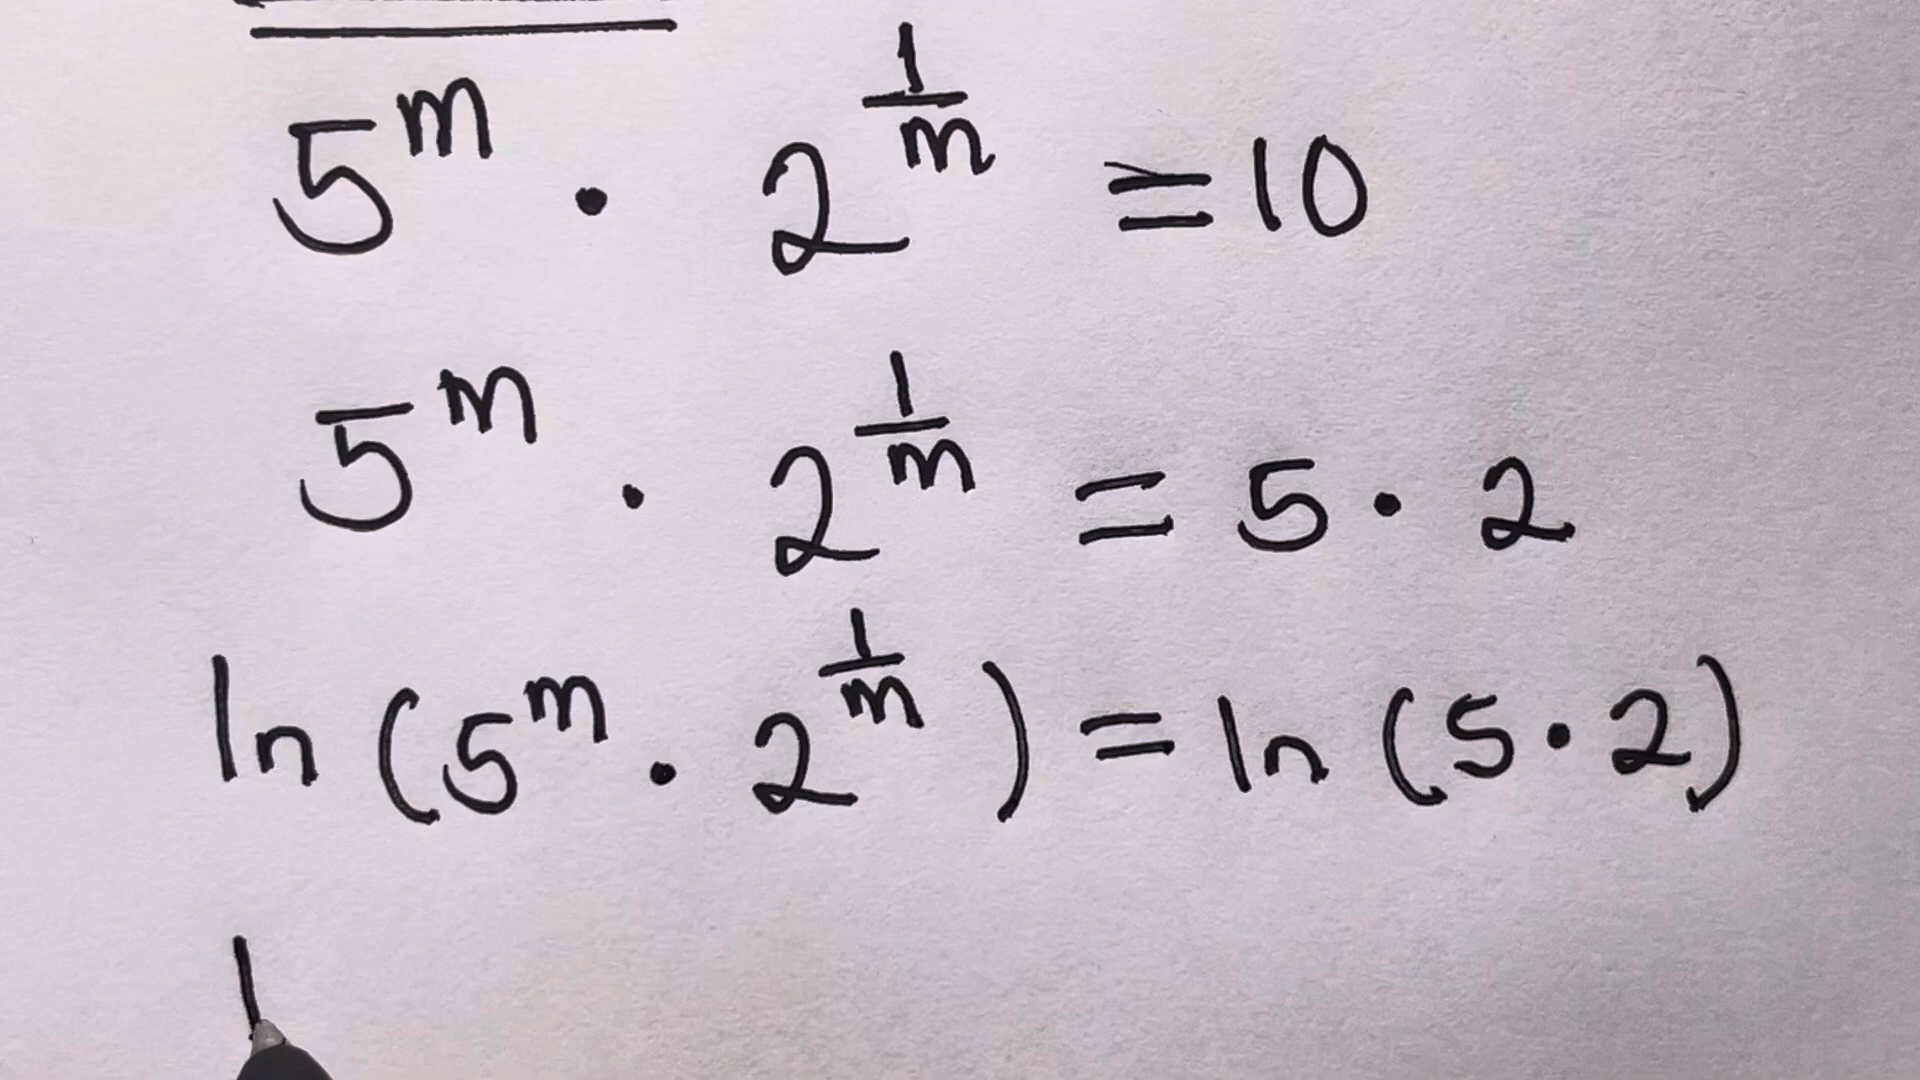 5^m · 2^(1/m) = 10
5^m · 2^(1/m) = 5 · 2
ln (5^m · 2^(1/m)) = ln (5 · 2)